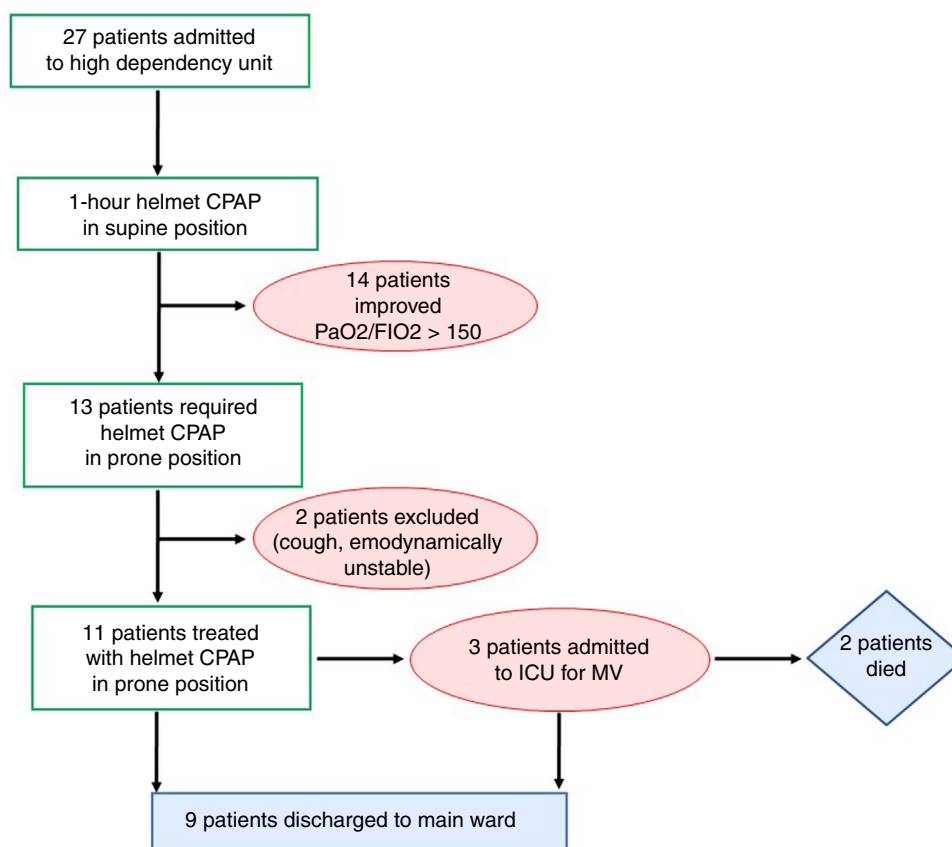 27 patients admitted
to high dependency unit
1-hour helmet CPAP
in supine position
14 patients
improved
PaO2/FIO2 > 150
13 patients required
helmet CPAP
in prone position
2 patients excluded
(cough, emodynamically
unstable)
11 patients treated
with helmet CPAP
in prone position
3 patients admitted
to ICU for MV
2 patients
died
9 patients discharged to main ward